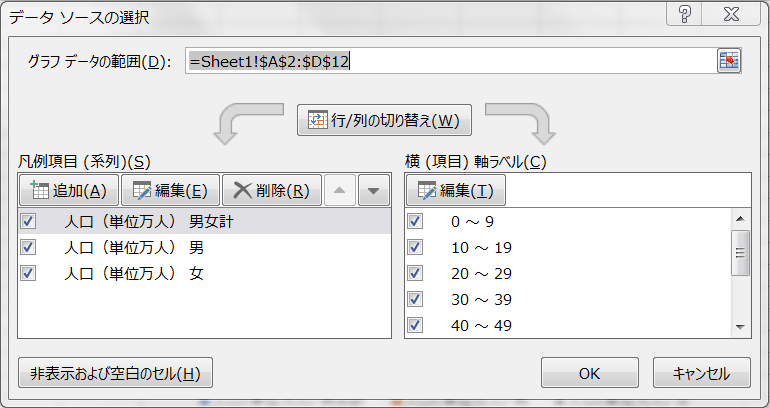 データ ソースの選択
グラフ データの範囲(D): =Sheet1!$A$2:$D$12
行/列の切り替え(W)
凡例項目 (系列)(S)
追加(A) 編集(E) 削除(R)
人口（単位万人） 男女計
人口（単位万人） 男
人口（単位万人） 女
横 (項目) 軸ラベル(C)
編集(T)
0 ～ 9
10 ～ 19
20 ～ 29
30 ～ 39
40 ～ 49
非表示および空白のセル(H) OK キャンセル